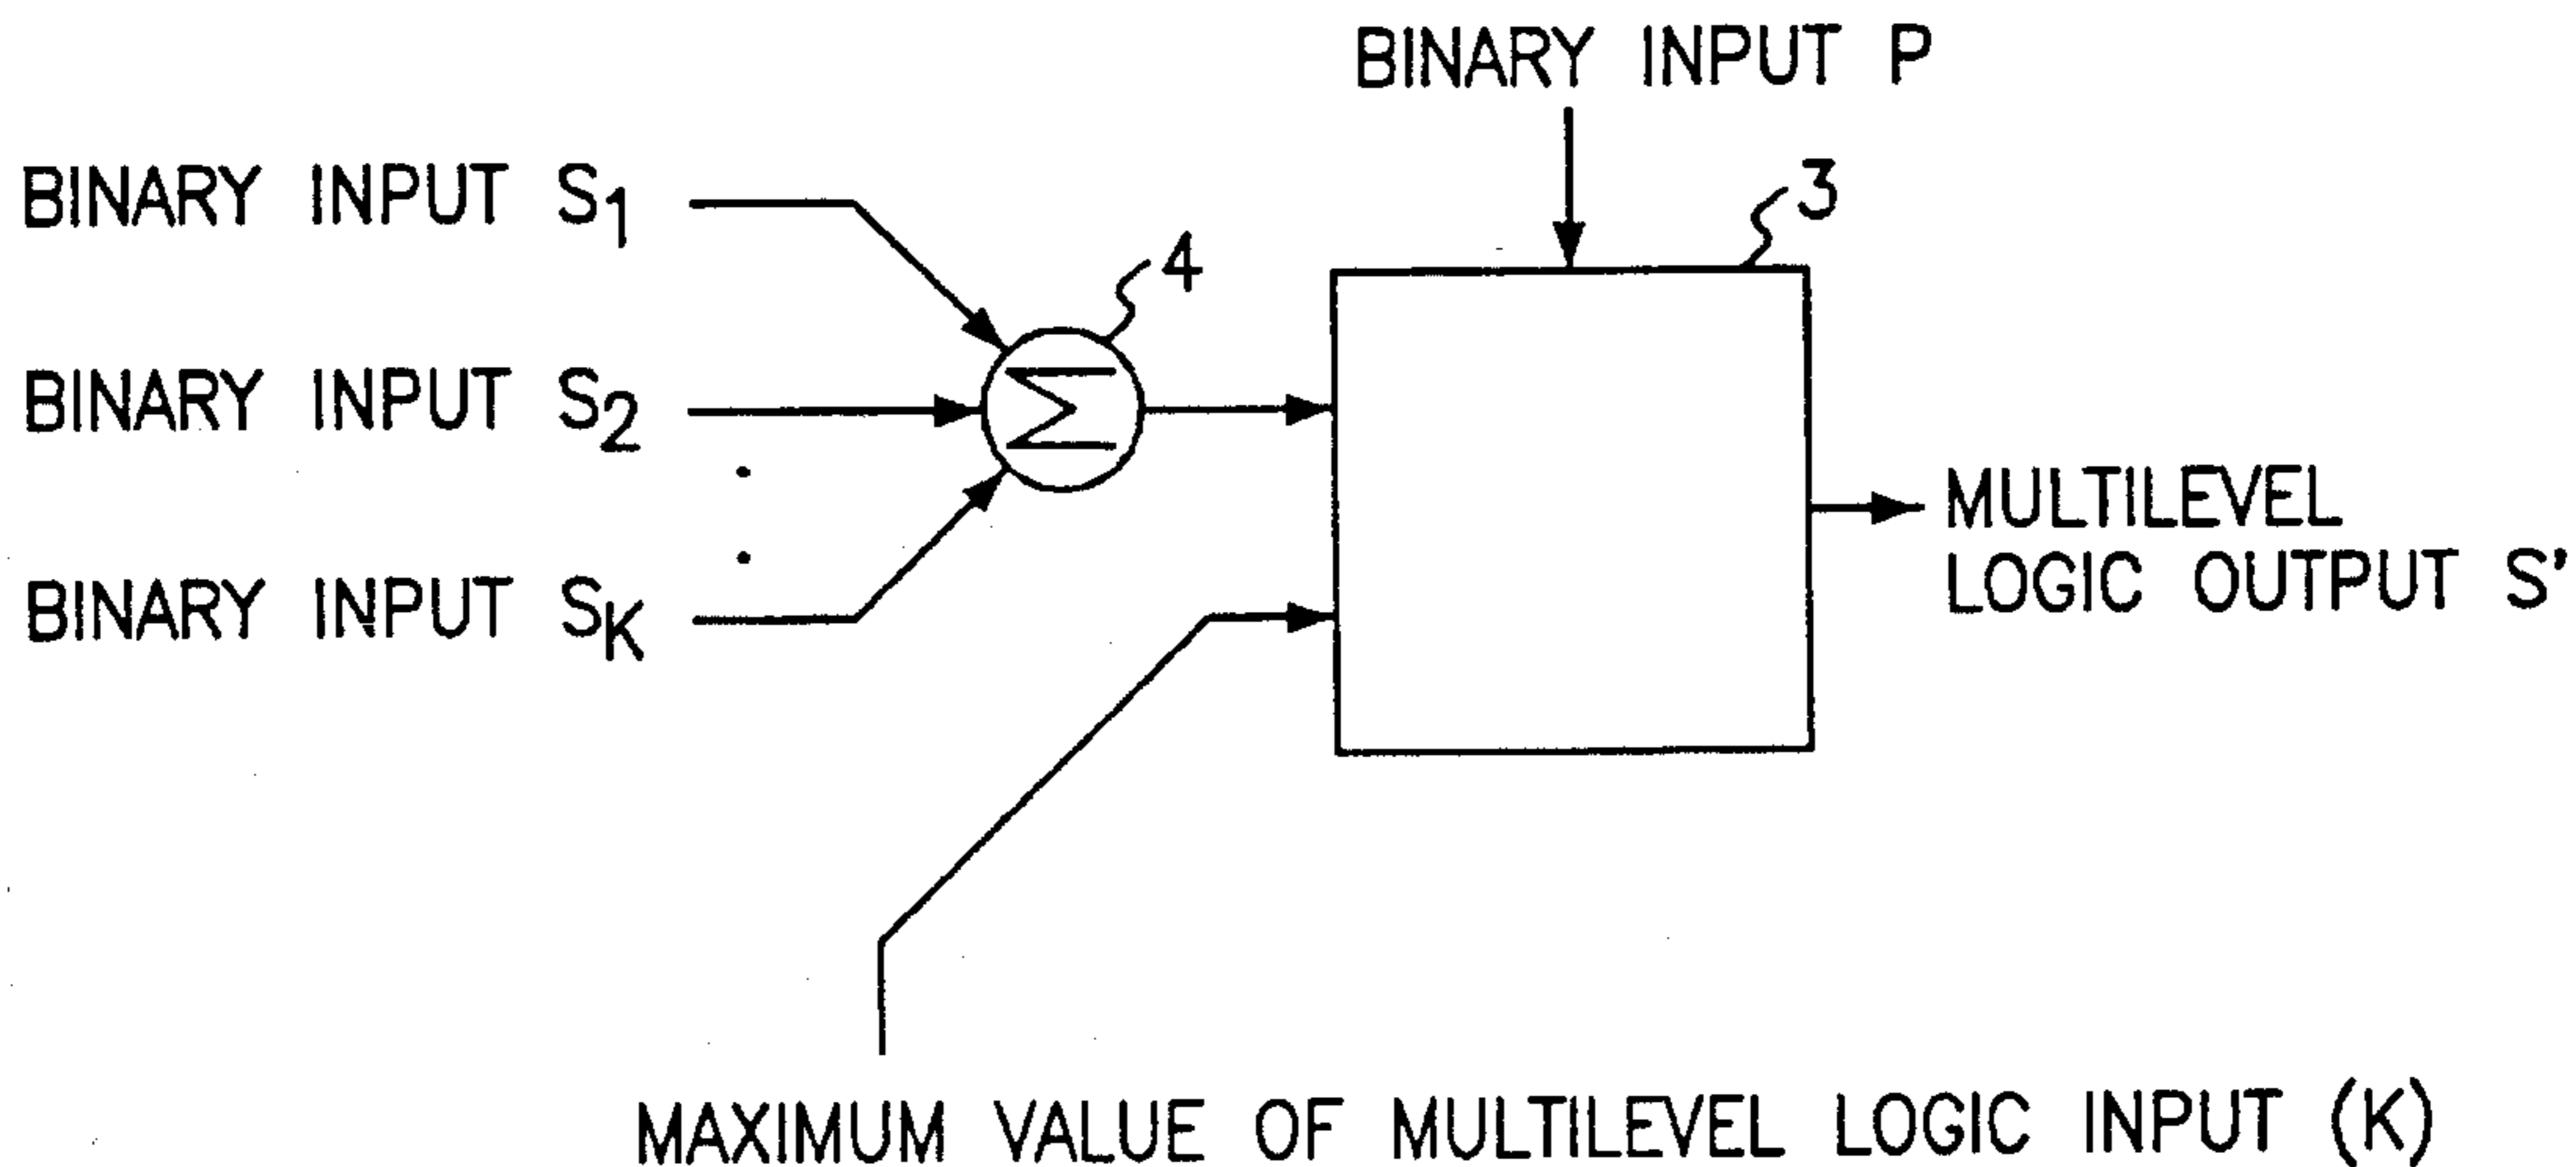 BINARY INPUT P
3
BINARY INPUT S1
4
BINARY INPUT S2
Σ
BINARY INPUT SK
MULTILEVEL
LOGIC OUTPUT S'
MAXIMUM VALUE OF MULTILEVEL LOGIC INPUT (K)